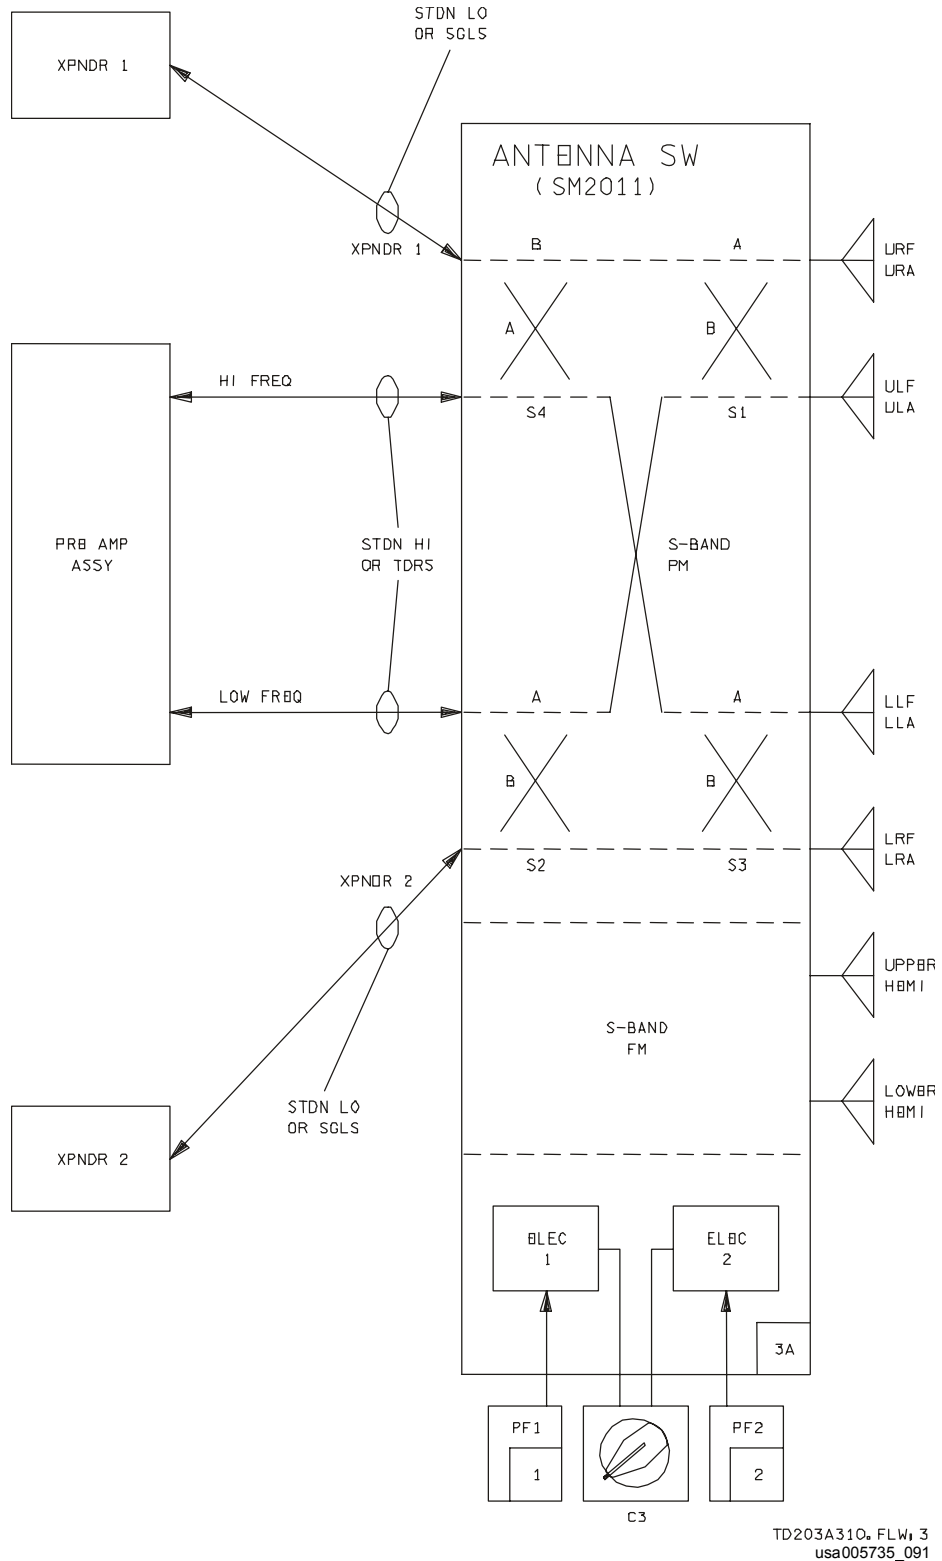 STDN LO
OR SGLS
XPNDR 1
ANTENNA SW
(SM2011)
XPNDR 1
B
A
URF
URA
A
B
HI FREQ
ULF
ULA
S4
S1
PRE AMP
ASSY
STDN HI
OR TDRS
S-BAND
PM
LOW FREQ
A
A
LLF
LLA
B
B
LRF
LRA
S2
S3
XPNDR 2
UPPER
HEMI
S-BAND
FM
STDN LO
OR SGLS
LOWER
HEMI
XPNDR 2
ELEC
1
ELEC
2
3A
PF1
1
PF2
2
C3
TD203A310. FLW, 3
usa005735_091